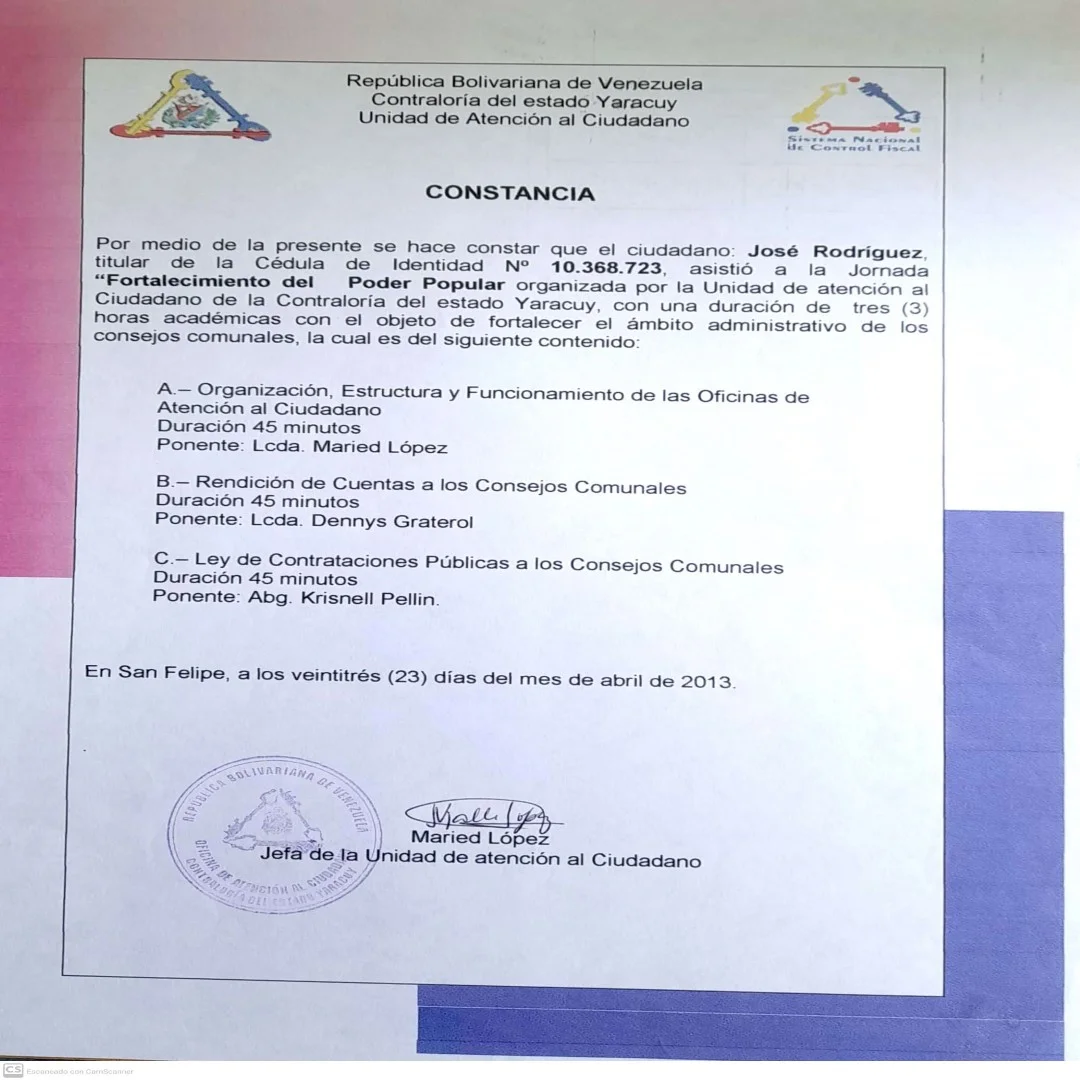 República Bolivariana de Venezuela
Contraloría del estado Yaracuy
Unidad de Atención al Ciudadano
Sistema Nacional
de Control Fiscal
CONSTANCIA
Por medio de la presente se hace constar que el ciudadano: José Rodríguez,
titular de la Cédula de Identidad Nº 10.368.723, asistió a la Jornada
“Fortalecimiento del Poder Popular organizada por la Unidad de atención al
Ciudadano de la Contraloría del estado Yaracuy, con una duración de tres (3)
horas académicas con el objeto de fortalecer el ámbito administrativo de los
consejos comunales, la cual es del siguiente contenido:
A.– Organización, Estructura y Funcionamiento de las Oficinas de
Atención al Ciudadano
Duración 45 minutos
Ponente: Lcda. Maried López
B.– Rendición de Cuentas a los Consejos Comunales
Duración 45 minutos
Ponente: Lcda. Dennys Graterol
C.– Ley de Contrataciones Públicas a los Consejos Comunales
Duración 45 minutos
Ponente: Abg. Krisnell Pellin.
En San Felipe, a los veintitrés (23) días del mes de abril de 2013.
REPUBLICA BOLIVARIANA DE VENEZUELA
OFICINA DE ATENCIÓN AL CIUDADANO
CONTRALORÍA DEL ESTADO YARACUY
Maried López
Jefa de la Unidad de atención al Ciudadano
CS Escaneado con CamScanner